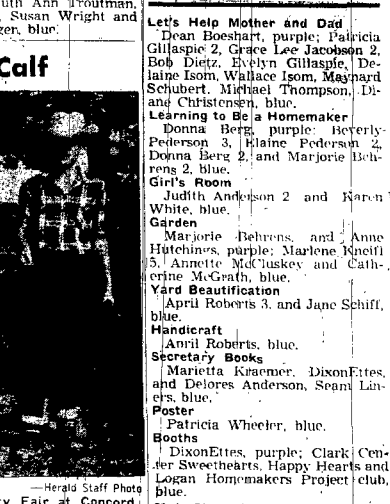 uth Ann Troutman,
Susan Wright and
ger, blue.
Calf
—Herald Staff Photo
y Fair at Concord
Let's Help Mother and Dad
Dean Boeshart, purple; Patricia
Gillaspie 2, Grace Lee Jacobson 2,
Bob Dietz, Evelyn Gillaspie, De-
laine Isom, Wallace Isom, Maynard
Schubert, Michael Thompson, Di-
ane Christensen, blue.
Learning to Be a Homemaker
Donna Berg, purple; Beverly
Pederson 3, Elaine Pederson 2,
Donna Berg 2, and Marjorie Beh-
rens 2, blue.
Girl's Room
Judith Anderson 2 and Karen
White, blue.
Garden
Marjorie Behrens, and Anne
Hutchings, purple; Marlene Kneifl
5, Annette McCluskey and Cath-
erine McGrath, blue.
Yard Beautification
April Roberts 3, and Jane Schiff,
blue.
Handicraft
April Roberts, blue.
Secretary Books
Marietta Kraemer, DixonEttes,
and Delores Anderson, Seam Lin-
ers, blue.
Poster
Patricia Wheeler, blue.
Booths
DixonEttes, purple; Clark Cen-
ter Sweethearts, Happy Hearts and
Logan Homemakers Project club
blue.